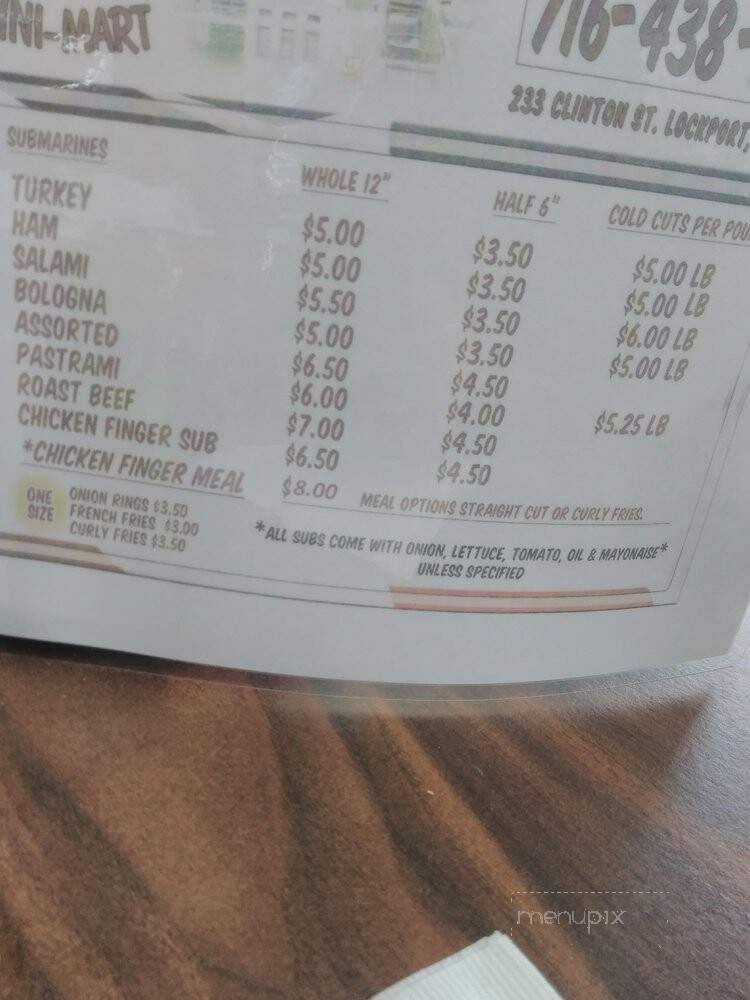 INI-MART
716-438-
233 CLINTON ST. LOCKPORT,
SUBMARINES WHOLE 12" HALF 6" COLD CUTS PER POU
TURKEY $5.00 $3.50 $5.00 LB
HAM $5.00 $3.50 $5.00 LB
SALAMI $5.50 $3.50 $6.00 LB
BOLOGNA $5.00 $3.50 $5.00 LB
ASSORTED $6.50 $4.50
PASTRAMI $6.00 $4.00 $5.25 LB
ROAST BEEF $7.00 $4.50
CHICKEN FINGER SUB $6.50 $4.50
*CHICKEN FINGER MEAL $8.00 MEAL OPTIONS STRAIGHT CUT OR CURLY FRIES.
ONE SIZE
ONION RINGS $3.50
FRENCH FRIES $3.00
CURLY FRIES $3.50
*ALL SUBS COME WITH ONION, LETTUCE, TOMATO, OIL & MAYONAISE*
UNLESS SPECIFIED
menupix